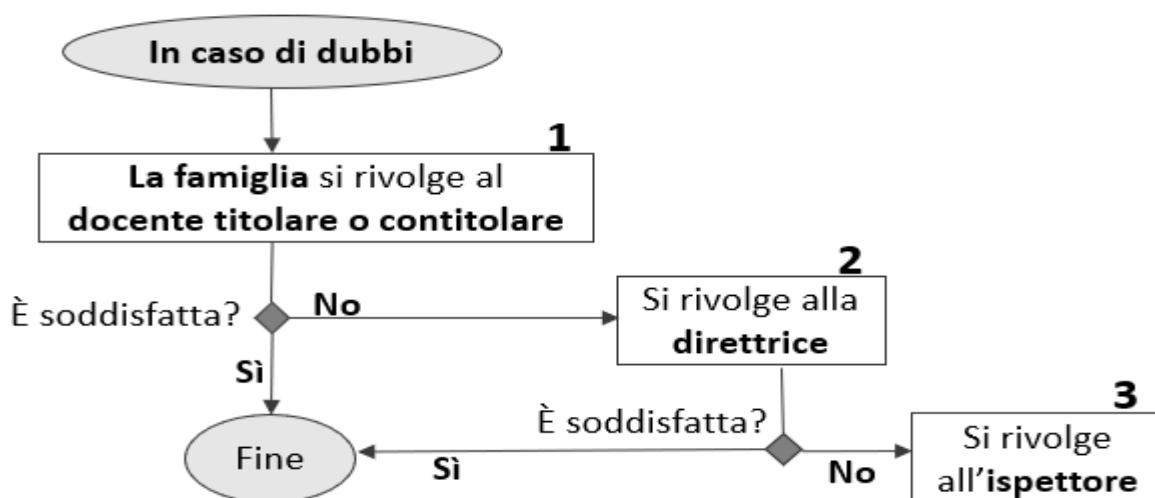 In caso di dubbi
1
La famiglia si rivolge al
docente titolare o contitolare
È soddisfatta?
No
Sì
2
Si rivolge alla
direttrice
È soddisfatta?
Sì
No
3
Si rivolge
all'ispettore
Fine